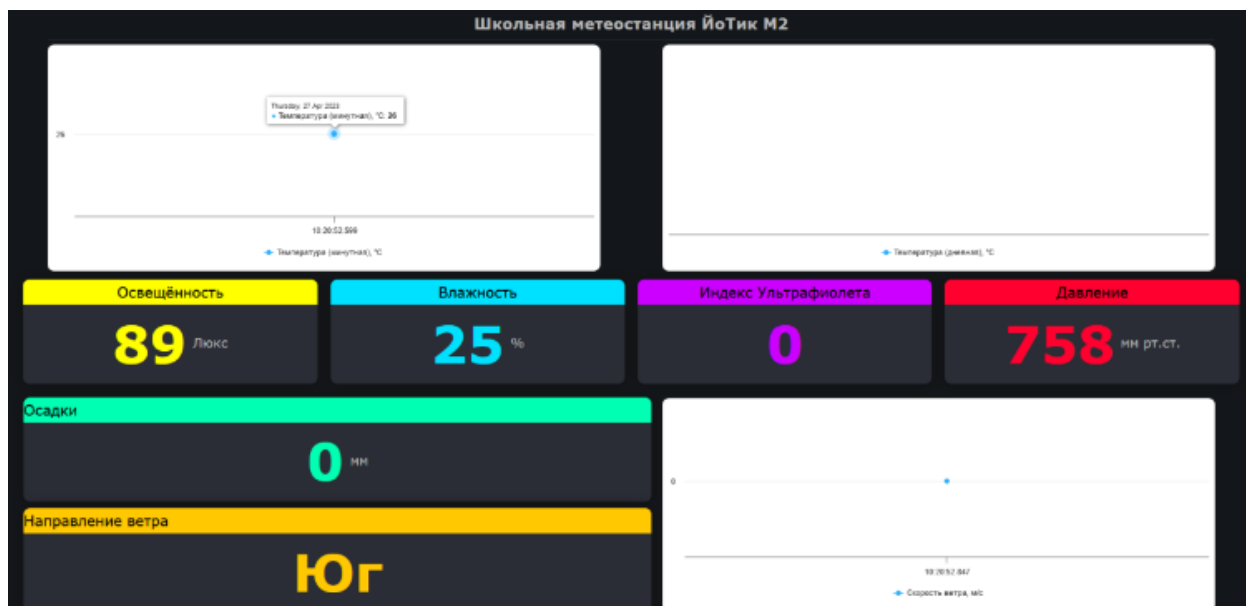 Школьная метеостанция ЙоТик М2
Thursday, 27 Apr 2023
Температура (минутная), °C: 26
26
10:20:52.599
Температура (минутная), °C
Температура (дневная), °C
Освещённость
89 Люкс
Влажность
25 %
Индекс Ультрафиолета
0
Давление
758 мм рт.ст.
Осадки
0 мм
Направление ветра
Юг
0
10:20:52.847
Скорость ветра, м/с